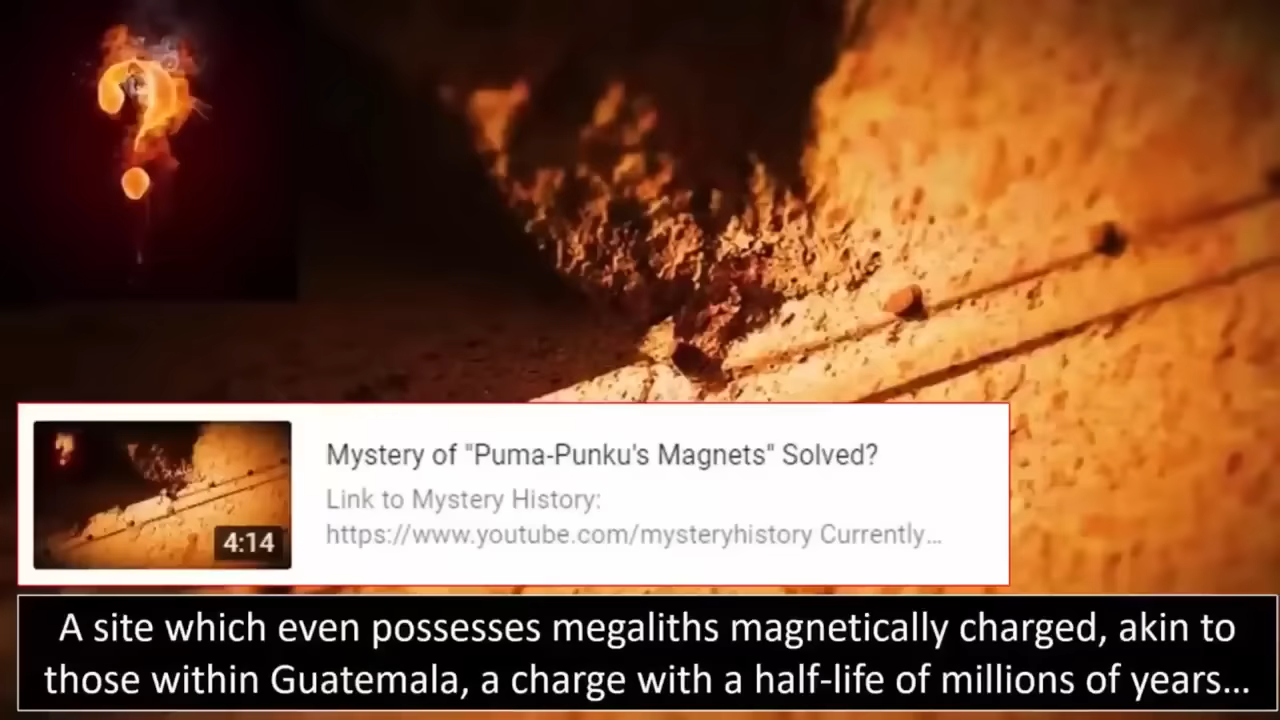 ?
Mystery of "Puma-Punku's Magnets" Solved?
Link to Mystery History:
https://www.youtube.com/mysteryhistory Currently...
4:14
A site which even possesses megaliths magnetically charged, akin to
those within Guatemala, a charge with a half-life of millions of years...